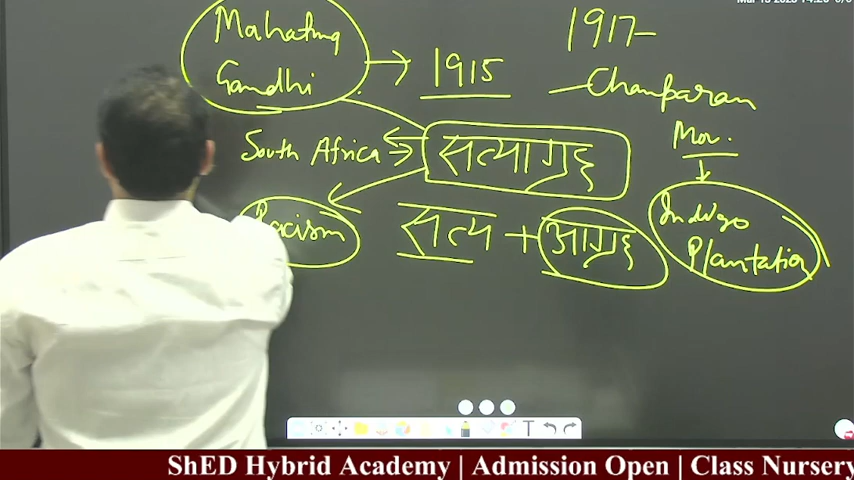 Mahatma
Gandhi
1915
1917-
Champaran
Mov.
Indigo
Plantation
South Africa
सत्याग्रह
Racism
सत्य + आग्रह
T
ShED Hybrid Academy | Admission Open | Class Nursery